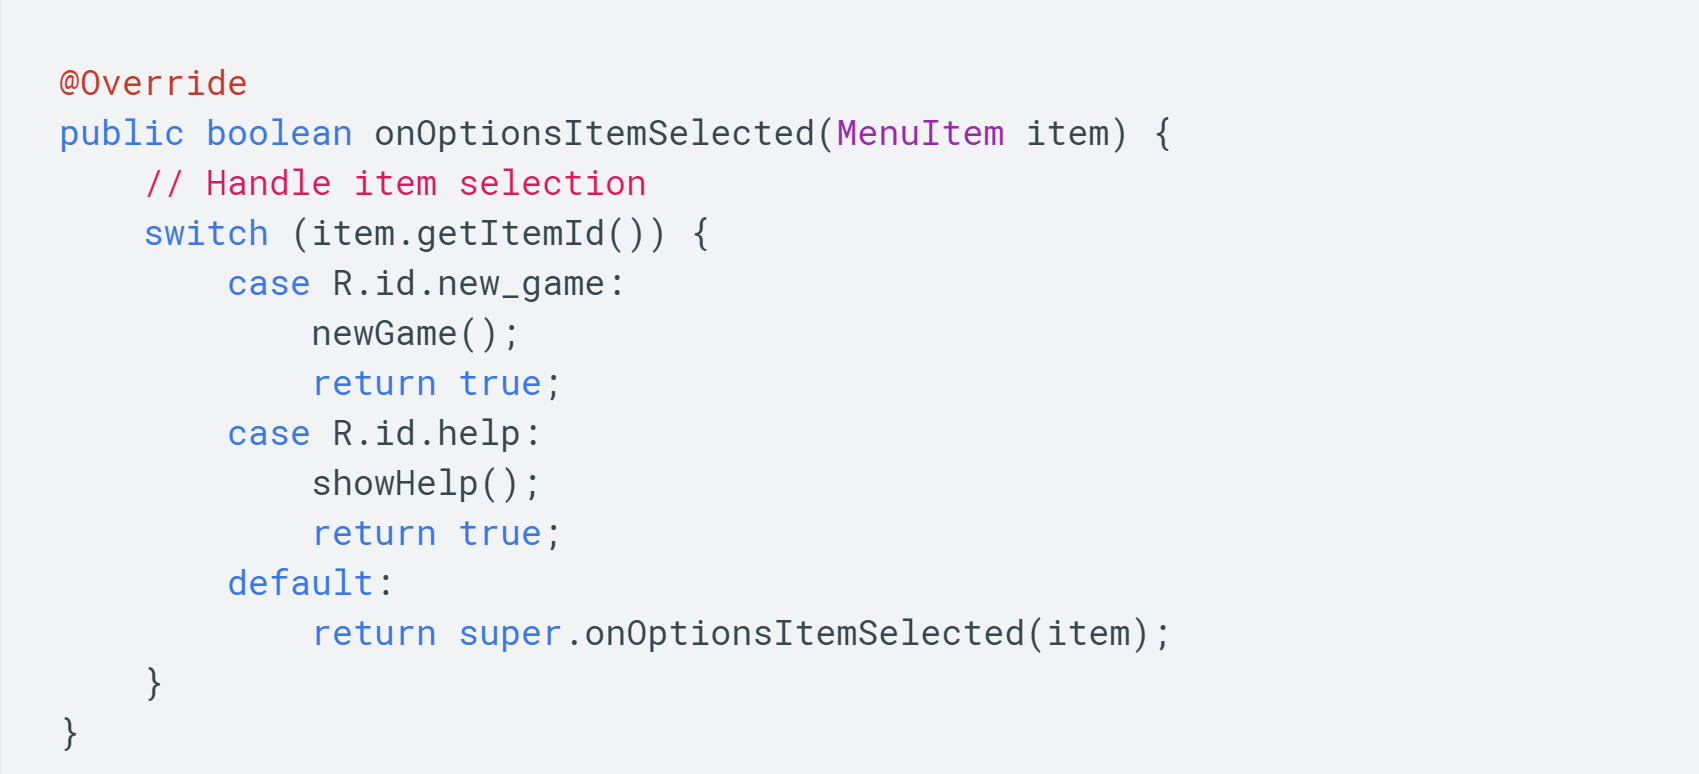 @Override
public boolean onOptionsItemSelected(MenuItem item) {
    // Handle item selection
    switch (item.getItemId()) {
        case R.id.new_game:
            newGame();
            return true;
        case R.id.help:
            showHelp();
            return true;
        default:
            return super.onOptionsItemSelected(item);
    }
}